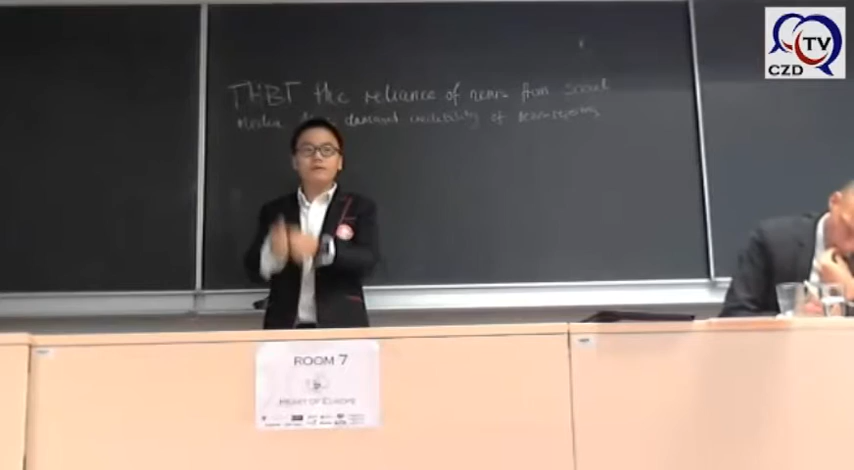 TV
CZD
THBT the reliance of news from social
Media damaged credibility of
ROOM 7
HEART OF EUROPE